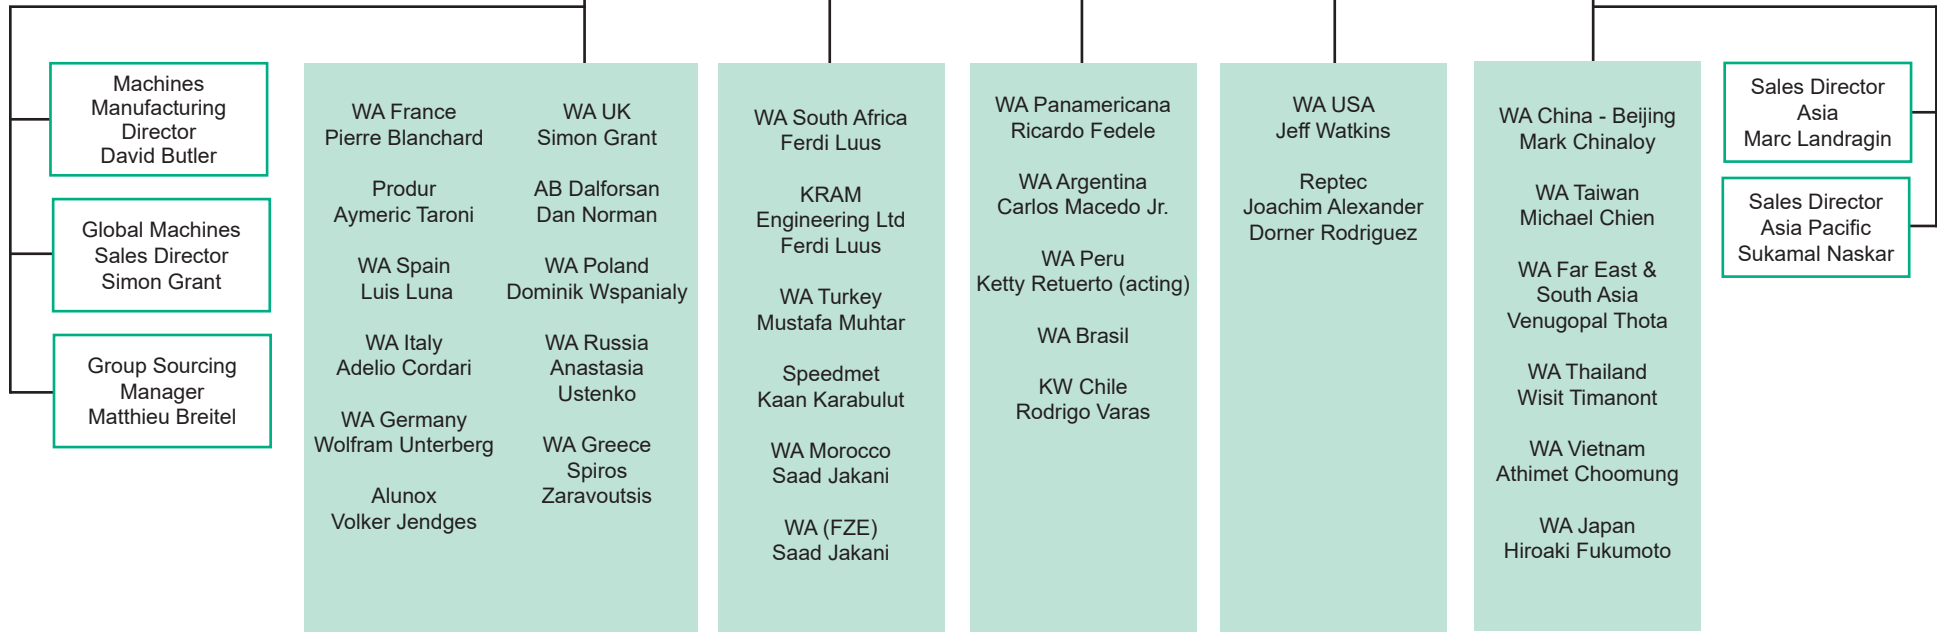 Machines
Manufacturing
Director
David Butler
Global Machines
Sales Director
Simon Grant
Group Sourcing
Manager
Matthieu Breitel
WA France
Pierre Blanchard
Produr
Aymeric Taroni
WA Spain
Luis Luna
WA Italy
Adelio Cordari
WA Germany
Wolfram Unterberg
Alunox
Volker Jendges
WA UK
Simon Grant
AB Dalforsan
Dan Norman
WA Poland
Dominik Wspanialy
WA Russia
Anastasia
Ustenko
WA Greece
Spiros
Zaravoutsis
WA South Africa
Ferdi Luus
KRAM
Engineering Ltd
Ferdi Luus
WA Turkey
Mustafa Muhtar
Speedmet
Kaan Karabulut
WA Morocco
Saad Jakani
WA (FZE)
Saad Jakani
WA Panamericana
Ricardo Fedele
WA Argentina
Carlos Macedo Jr.
WA Peru
Ketty Retuerto (acting)
WA Brasil
KW Chile
Rodrigo Varas
WA USA
Jeff Watkins
Reptec
Joachim Alexander
Dorner Rodriguez
WA China - Beijing
Mark Chinaloy
WA Taiwan
Michael Chien
WA Far East &
South Asia
Venugopal Thota
WA Thailand
Wisit Timanont
WA Vietnam
Athimet Choomung
WA Japan
Hiroaki Fukumoto
Sales Director
Asia
Marc Landragin
Sales Director
Asia Pacific
Sukamal Naskar